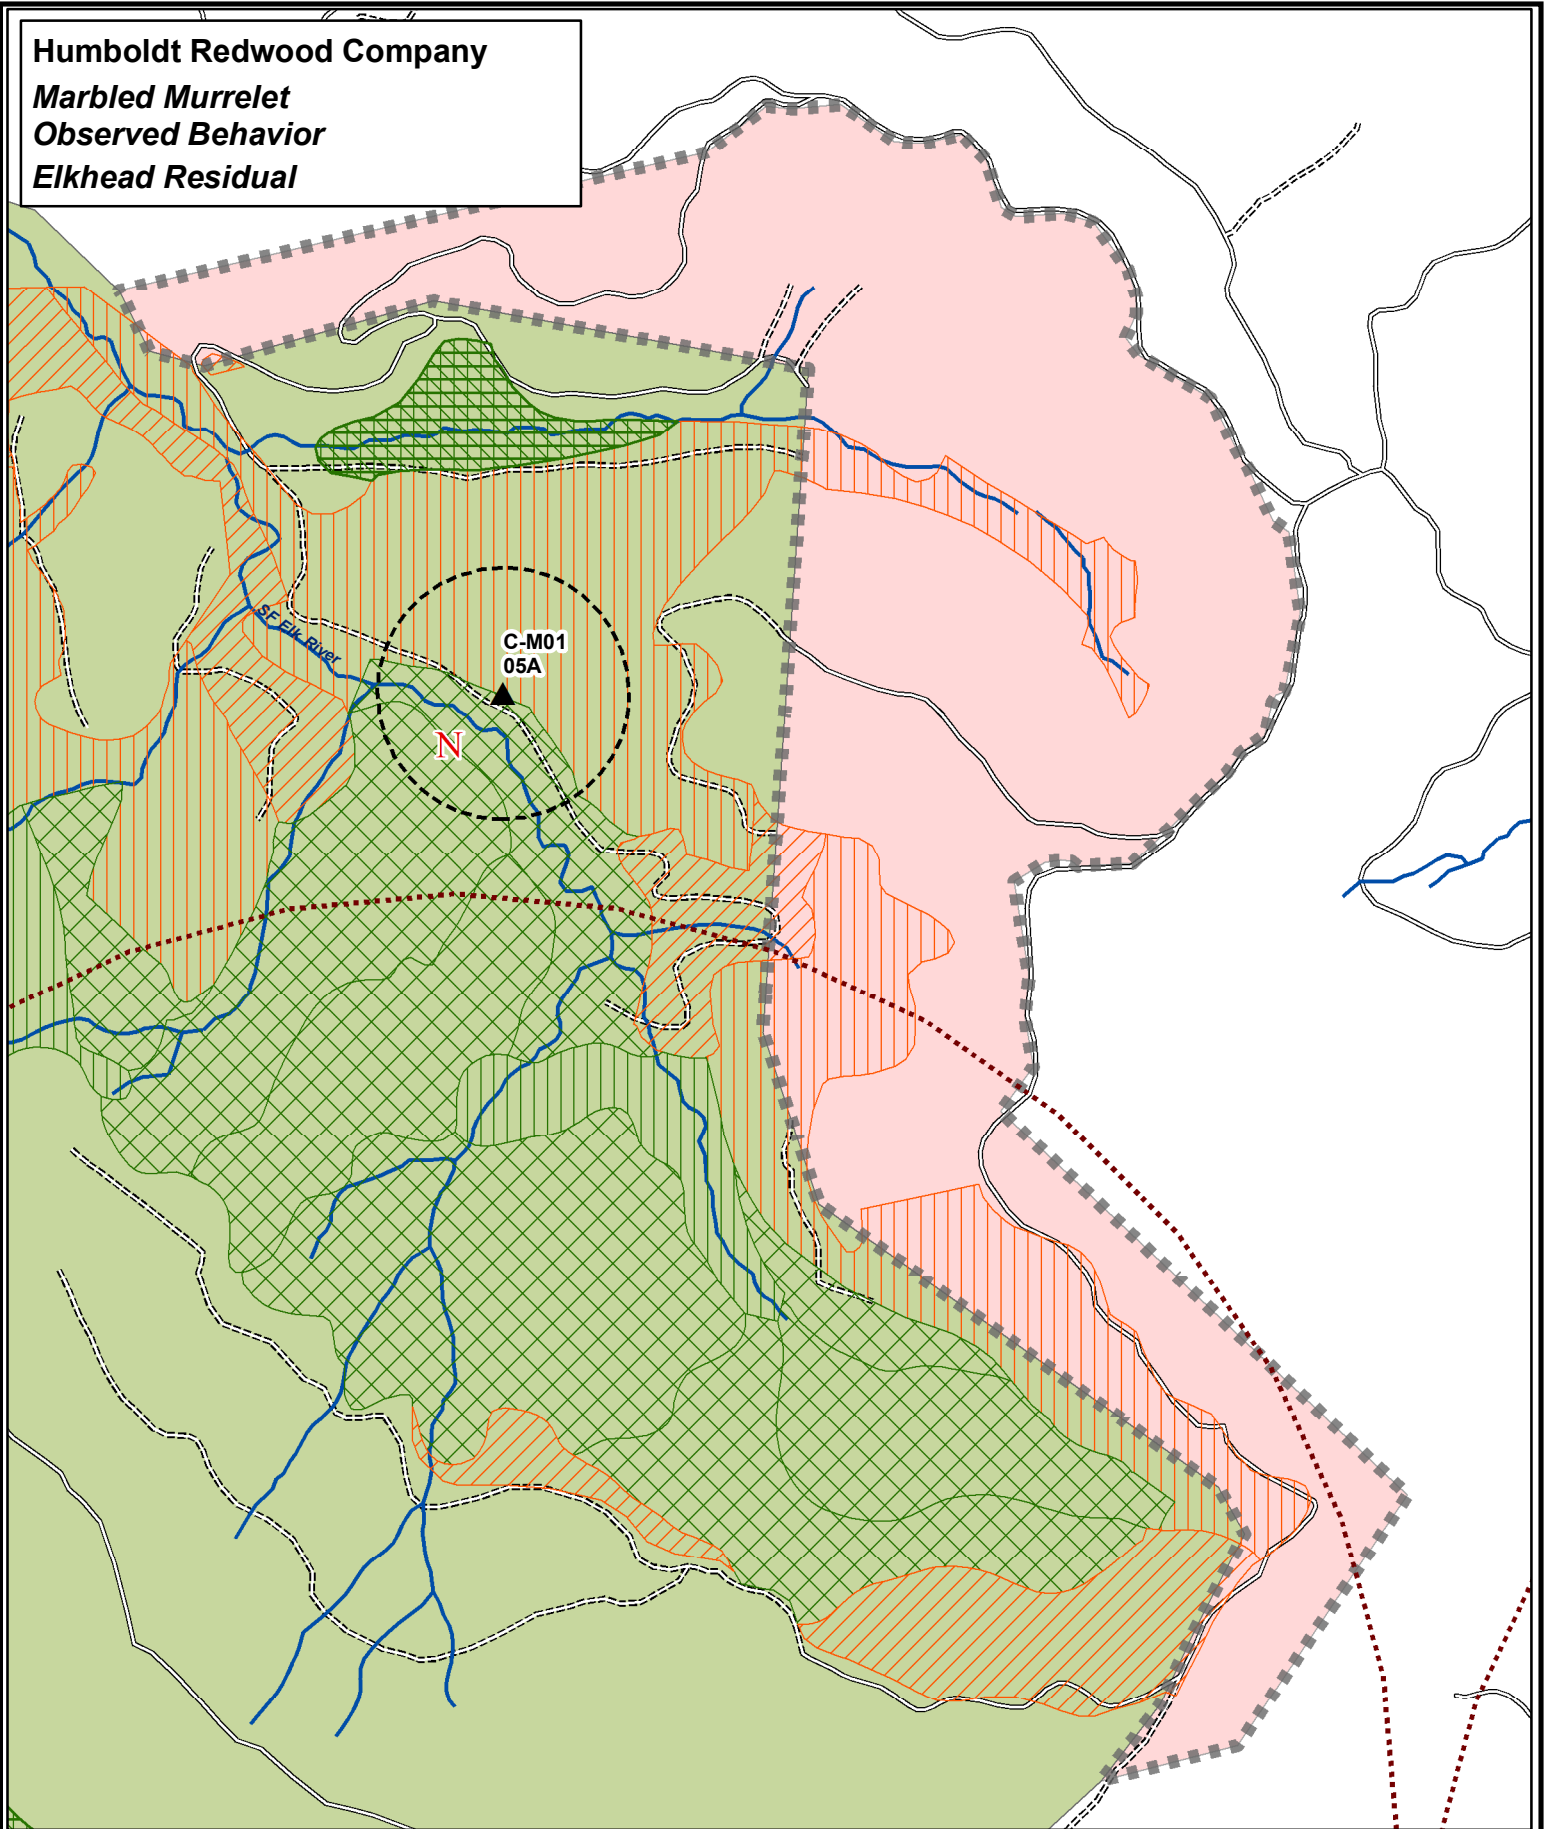 Humboldt Redwood Company
Marbled Murrelet
Observed Behavior
Elkhead Residual
SF Elk River
C-M01
05A
N